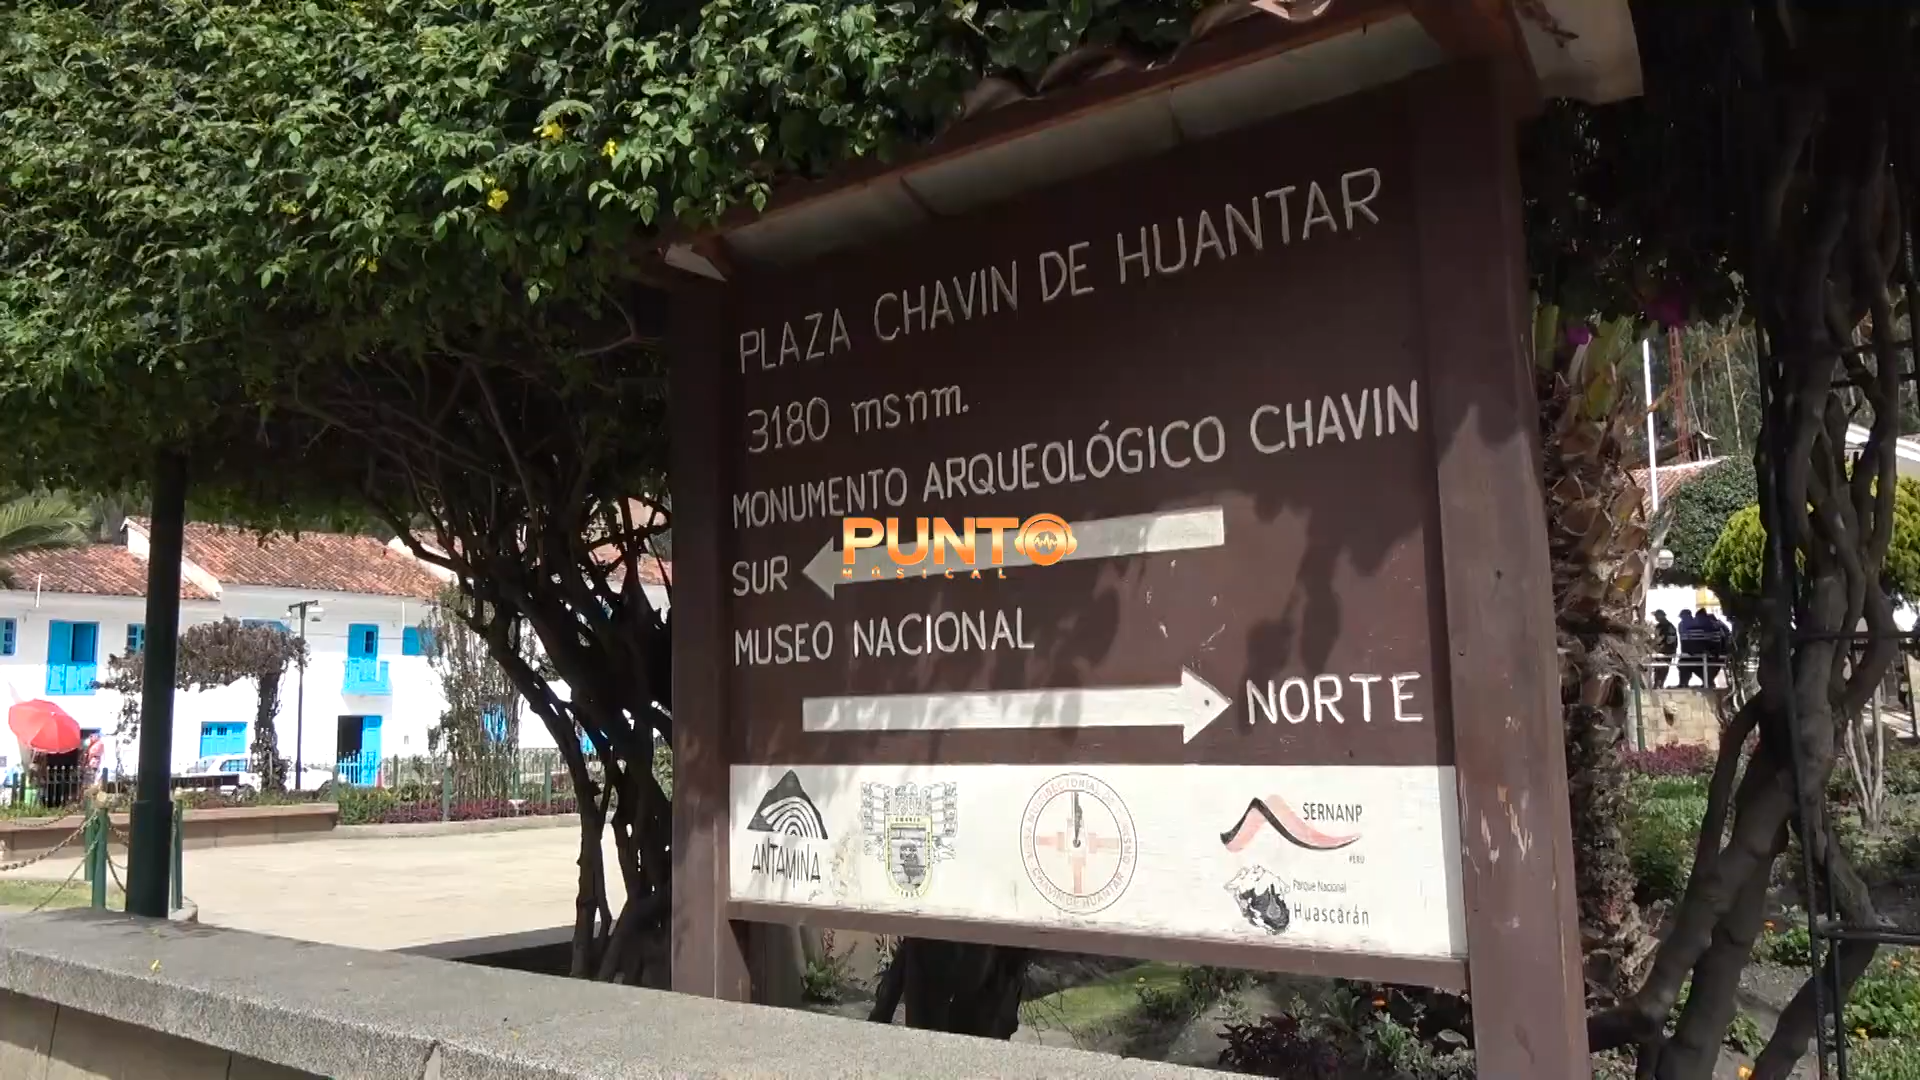 PLAZA CHAVIN DE HUANTAR
3180 msnm.
MONUMENTO ARQUEOLÓGICO CHAVIN
SUR
PUNTO
MUSICAL
MUSEO NACIONAL
NORTE
ANTAMINA
CHAVIN DE HUANTAR
SERNANP
PERÚ
Parque Nacional
Huascarán